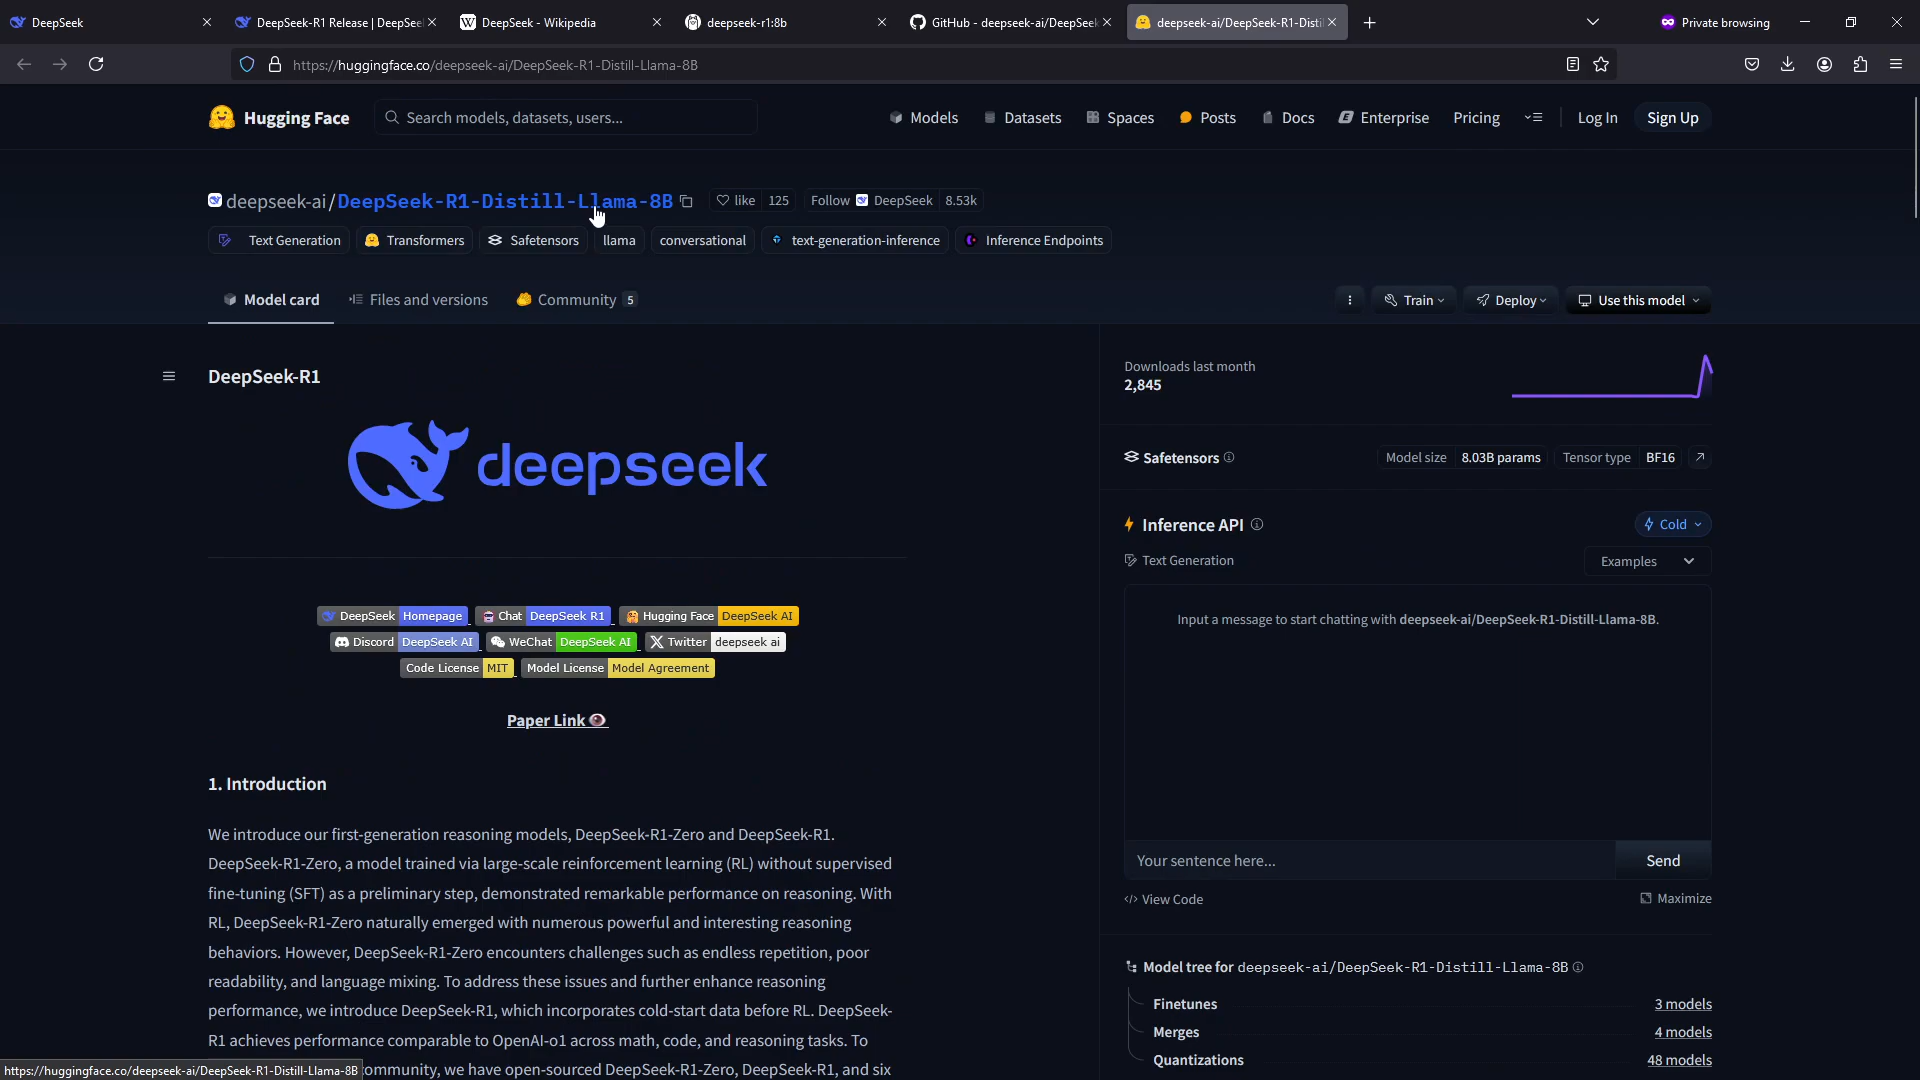 DeepSeek
DeepSeek-R1 Release | DeepSee
DeepSeek - Wikipedia
deepseek-r1:8b
GitHub - deepseek-ai/DeepSeek
deepseek-ai/DeepSeek-R1-Disti
Private browsing
https://huggingface.co/deepseek-ai/DeepSeek-R1-Distill-Llama-8B
Hugging Face
Search models, datasets, users...
Models
Datasets
Spaces
Posts
Docs
Enterprise
Pricing
Log In
Sign Up
deepseek-ai/DeepSeek-R1-Distill-Llama-8B
like 125
Follow DeepSeek 8.53k
Text Generation
Transformers
Safetensors
llama
conversational
text-generation-inference
Inference Endpoints
Model card
Files and versions
Community 5
Train
Deploy
Use this model
DeepSeek-R1
deepseek
DeepSeek Homepage
Chat DeepSeek R1
Hugging Face DeepSeek AI
Discord DeepSeek AI
WeChat DeepSeek AI
Twitter deepseek ai
Code License MIT
Model License Model Agreement
Paper Link
1. Introduction
We introduce our first-generation reasoning models, DeepSeek-R1-Zero and DeepSeek-R1.
DeepSeek-R1-Zero, a model trained via large-scale reinforcement learning (RL) without supervised
fine-tuning (SFT) as a preliminary step, demonstrated remarkable performance on reasoning. With
RL, DeepSeek-R1-Zero naturally emerged with numerous powerful and interesting reasoning
behaviors. However, DeepSeek-R1-Zero encounters challenges such as endless repetition, poor
readability, and language mixing. To address these issues and further enhance reasoning
performance, we introduce DeepSeek-R1, which incorporates cold-start data before RL. DeepSeek-
R1 achieves performance comparable to OpenAI-o1 across math, code, and reasoning tasks. To
ommunity, we have open-sourced DeepSeek-R1-Zero, DeepSeek-R1, and six
Downloads last month
2,845
Safetensors
Model size 8.03B params
Tensor type BF16
Inference API
Cold
Text Generation
Examples
Input a message to start chatting with deepseek-ai/DeepSeek-R1-Distill-Llama-8B.
Your sentence here...
Send
View Code
Maximize
Model tree for deepseek-ai/DeepSeek-R1-Distill-Llama-8B
Finetunes
3 models
Merges
4 models
Quantizations
48 models
https://huggingface.co/deepseek-ai/DeepSeek-R1-Distill-Llama-8B